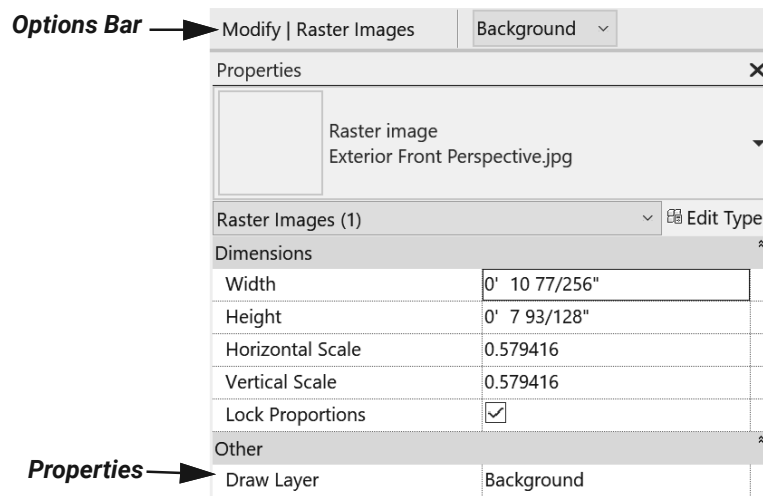 Options Bar
Modify | Raster Images Background
Properties
Raster image
Exterior Front Perspective.jpg
Raster Images (1) Edit Type
Dimensions
Width 0' 10 77/256"
Height 0' 7 93/128"
Horizontal Scale 0.579416
Vertical Scale 0.579416
Lock Proportions
Other
Properties
Draw Layer Background